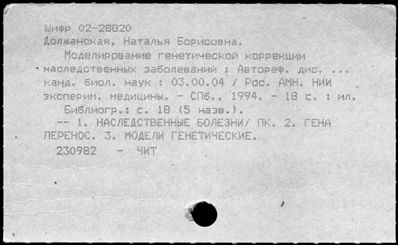 Шифр 02-28820
Должанская, Наталья Борисовна.
Моделирование генетической коррекции
наследственных заболеваний : Автореф. дис. ...
канд. биол. наук : 03.00.04 / Рос. АМН. НИИ
эксперим. медицины. - СПб., 1994. - 18 с. : ил.
Библиогр.: с. 18 (5 назв.).
-- 1. НАСЛЕДСТВЕННЫЕ БОЛЕЗНИ/ ПК. 2. ГЕНА
ПЕРЕНОС. 3. МОДЕЛИ ГЕНЕТИЧЕСКИЕ.
230982 - ЧИТ